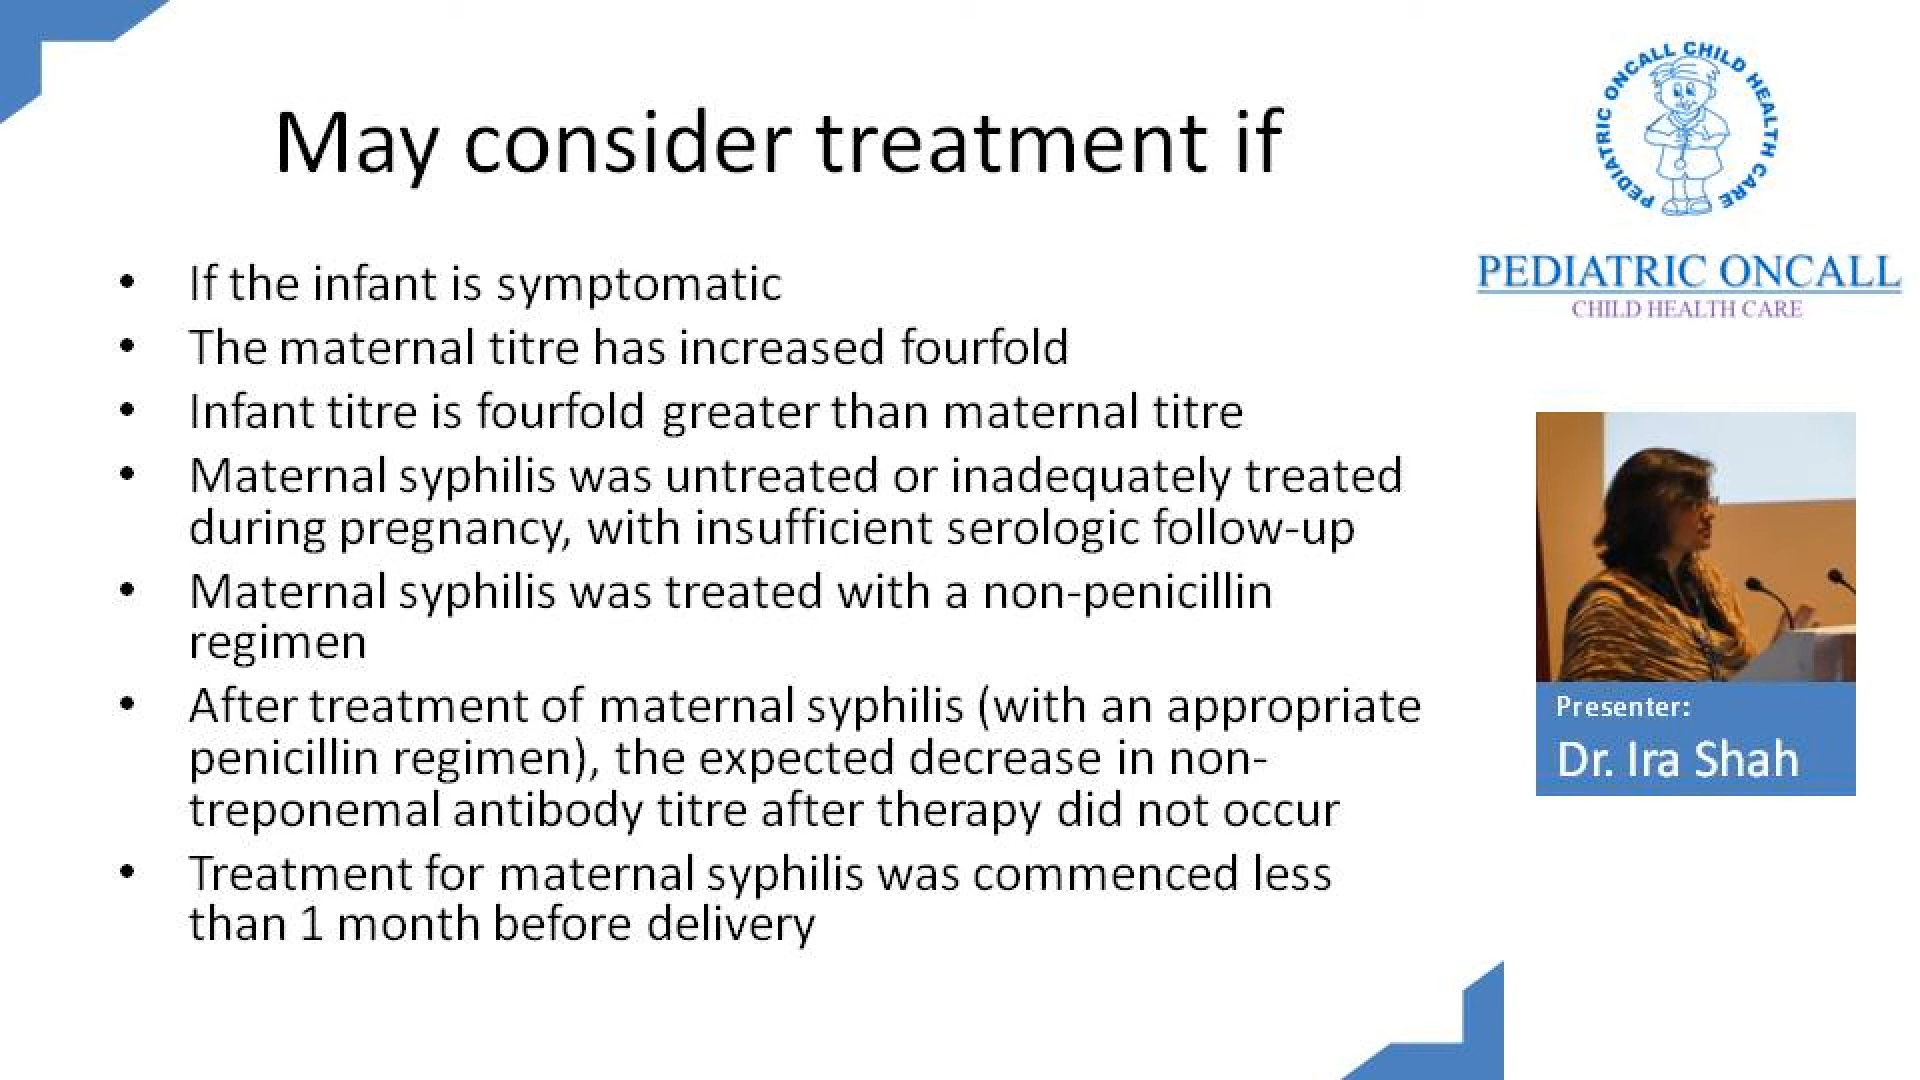 May consider treatment if
• If the infant is symptomatic
• The maternal titre has increased fourfold
• Infant titre is fourfold greater than maternal titre
• Maternal syphilis was untreated or inadequately treated
during pregnancy, with insufficient serologic follow-up
• Maternal syphilis was treated with a non-penicillin
regimen
• After treatment of maternal syphilis (with an appropriate
penicillin regimen), the expected decrease in non-
treponemal antibody titre after therapy did not occur
• Treatment for maternal syphilis was commenced less
than 1 month before delivery
PEDIATRIC ONCALL CHILD HEALTH CARE
PEDIATRIC ONCALL
CHILD HEALTH CARE
Presenter:
Dr. Ira Shah